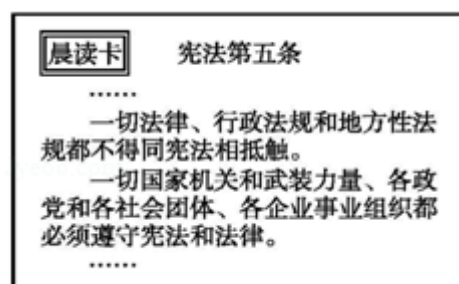 晨读卡 宪法第五条
……
一切法律、行政法规和地方性法
规都不得同宪法相抵触。
一切国家机关和武装力量、各政
党和各社会团体、各企业事业组织都
必须遵守宪法和法律。
……